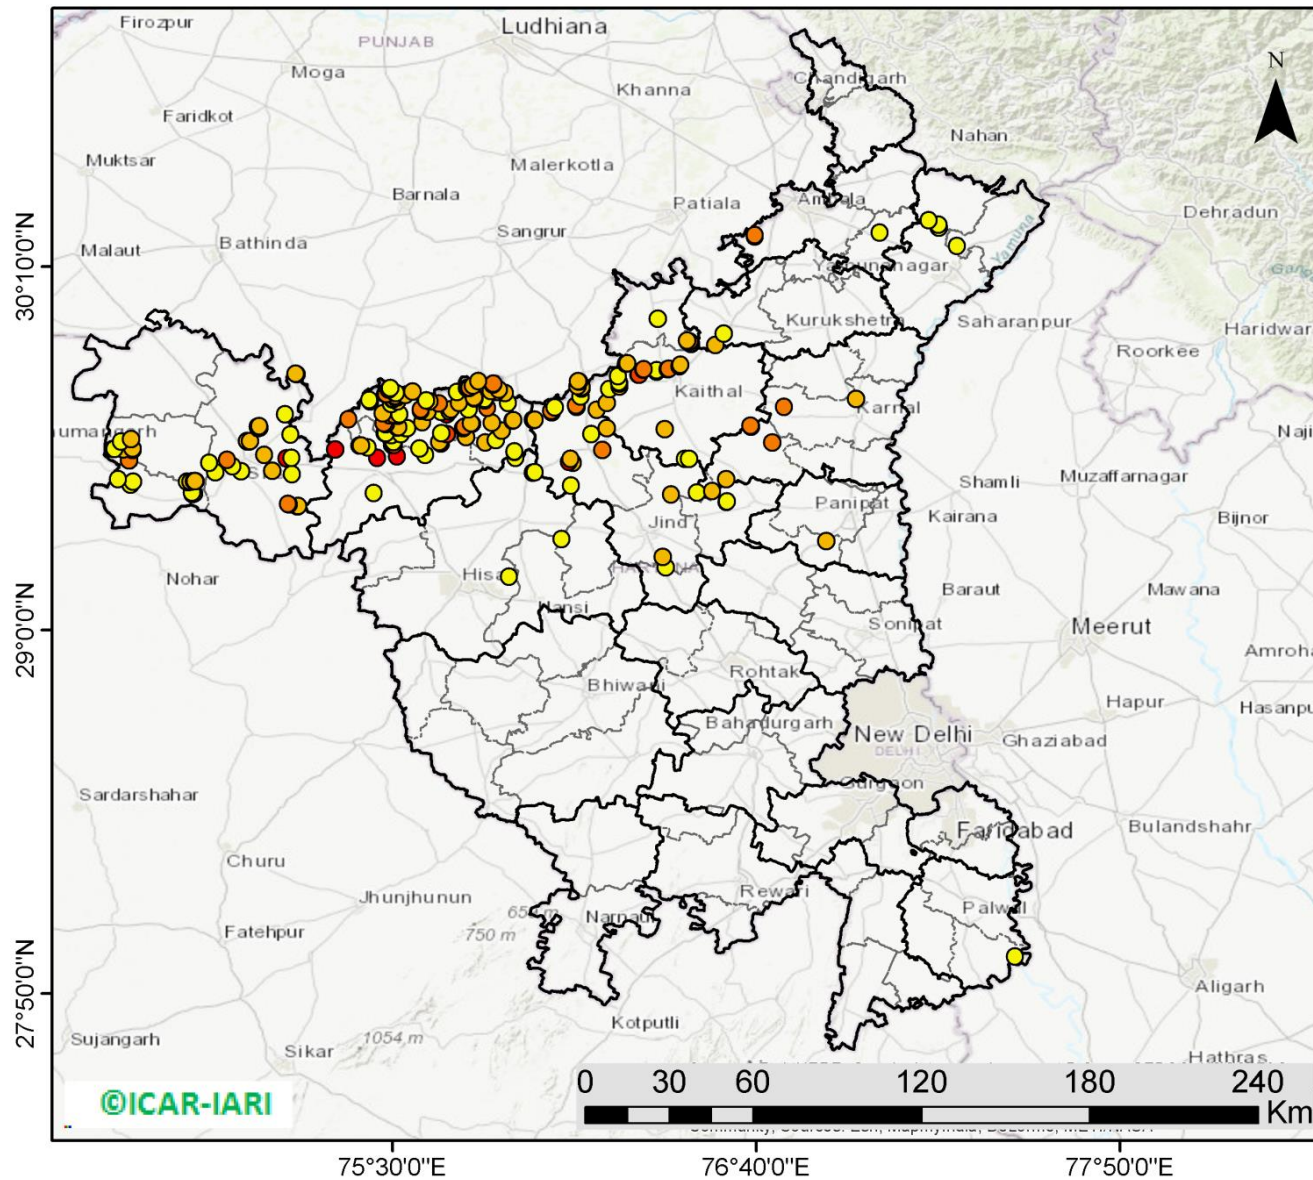 Firozpur
Ludhiana
PUNJAB
Moga
Khanna
Chandigarh
N
Faridkot
Nahan
Muktsar
Malerkotla
Barnala
Patiala
Ambala
Dehradun
Sangrur
Malaut
Bathinda
30°10'0"N
Yamunanagar
Yamuna
Kurukshetra
Saharanpur
Haridwar
Roorkee
Kaithal
Karnal
umangarh
Shamli
Muzaffarnagar
Panipat
Kairana
Bijnor
Jind
Nohar
Hisar
HARYANA
Baraut
Mawana
Hansi
29°0'0"N
Sonipat
Meerut
Rohtak
Bhiwani
Hapur
Bahadurgarh
New Delhi
DELHI
Ghaziabad
Gurgaon
Sardarshahar
Faridabad
Bulandshahr
Churu
Jhunjhunun
Rewari
Narnaul
Palwal
750 m
Fatehpur
Aligarh
27°50'0"N
Kotputli
1054 m
Sujangarh
Sikar
Hathras
©ICAR-IARI
0 30 60 120 180 240
Km
75°30'0"E 76°40'0"E 77°50'0"E